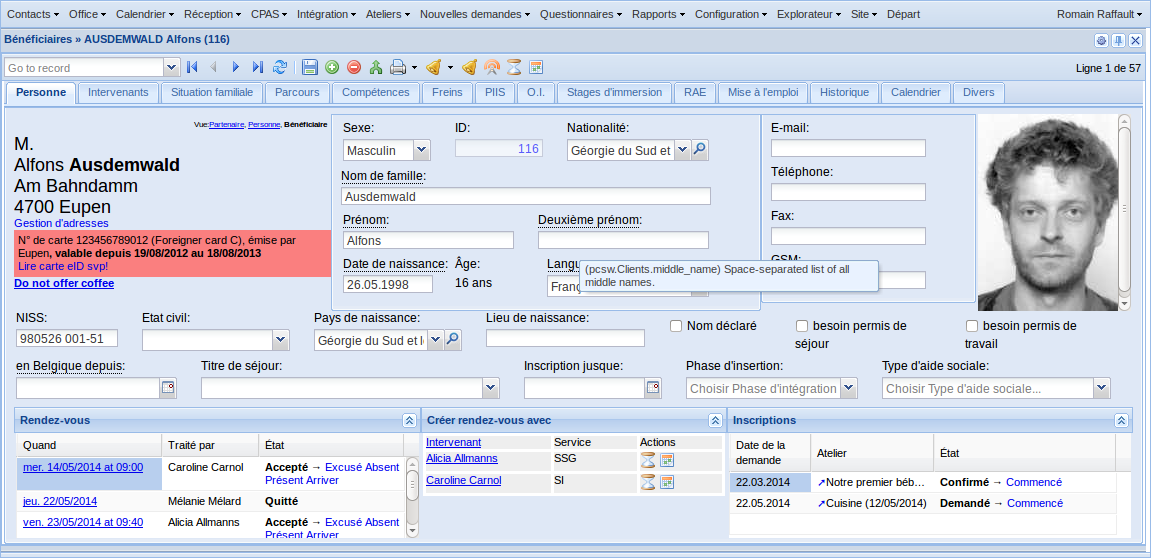 Contacts Office Calendrier Réception CPAS Intégration Ateliers Nouvelles demandes Questionnaires Rapports Configuration Explorateur Site Départ Romain Raffault
Bénéficiaires » AUSDEMWALD Alfons (116)
Go to record Ligne 1 de 57
Personne Intervenants Situation familiale Parcours Compétences Freins PIIS O.I. Stages d'immersion RAE Mise à l'emploi Historique Calendrier Divers
Vue:Partenaire, Personne, Bénéficiaire
M.
Alfons Ausdemwald
Am Bahndamm
4700 Eupen
Gestion d'adresses
N° de carte 123456789012 (Foreigner card C), émise par
Eupen, valable depuis 19/08/2012 au 18/08/2013
Lire carte eID svp!
Do not offer coffee
Sexe: ID: Nationalité:
Masculin 116 Géorgie du Sud et
Nom de famille:
Ausdemwald
Prénom: Deuxième prénom:
Alfons
Date de naissance: Âge: Langu
26.05.1998 16 ans Franç
(pcsw.Clients.middle_name) Space-separated list of all
middle names.
E-mail:
Téléphone:
Fax:
GSM:
NISS: Etat civil: Pays de naissance: Lieu de naissance: Nom déclaré besoin permis de
séjour
besoin permis de
travail
980526 001-51 Géorgie du Sud et l
en Belgique depuis: Titre de séjour: Inscription jusque: Phase d'insertion: Type d'aide sociale:
Choisir Phase d'intégration Choisir Type d'aide sociale...
Rendez-vous
Quand Traité par État
mer. 14/05/2014 at 09:00 Caroline Carnol Accepté → Excusé Absent
Présent Arriver
jeu. 22/05/2014 Mélanie Mélard Quitté
ven. 23/05/2014 at 09:40 Alicia Allmanns Accepté → Excusé Absent
Présent Arriver
Créer rendez-vous avec
Intervenant Service Actions
Alicia Allmanns SSG
Caroline Carnol SI
Inscriptions
Date de la
demande Atelier État
22.03.2014 ➚Notre premier béb… Confirmé → Commencé
22.05.2014 ➚Cuisine (12/05/2014) Demandé → Commencé